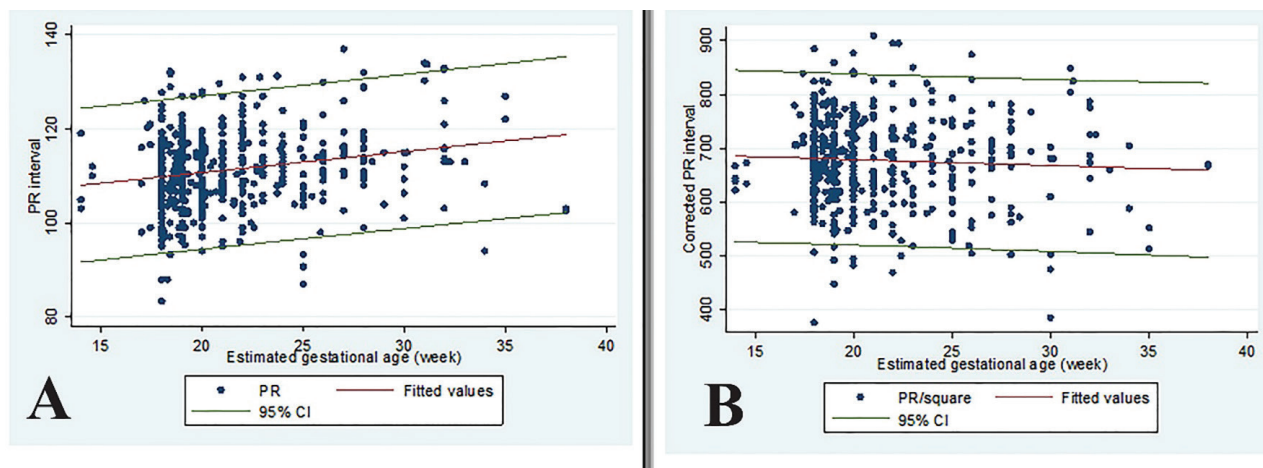 140
120
100
80
PR interval
15 20 25 30 35 40
Estimated gestational age (week)
PR Fitted values
95% CI
A
900
800
700
600
500
400
Corrected PR interval
15 20 25 30 35 40
Estimated gestational age (week)
PR/square Fitted values
95% CI
B